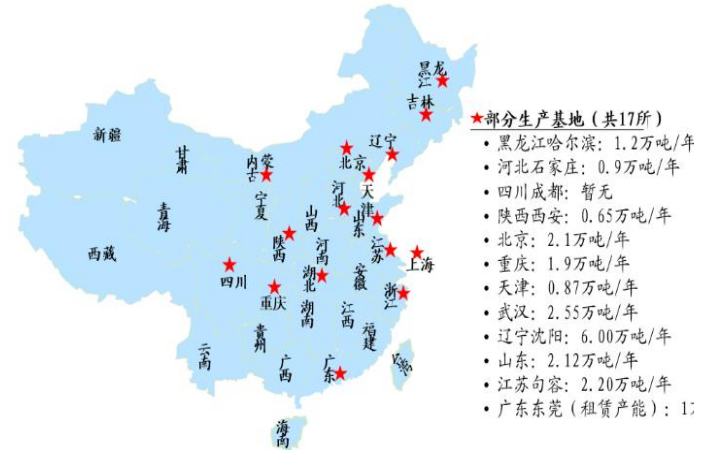 黑龙江
吉林
辽宁
新疆
甘肃
内蒙古
北京
天津
宁夏
河北
青海
山西
山东
陕西
河南
江苏
西藏
四川
湖北
安徽
上海
重庆
浙江
湖南
江西
贵州
福建
云南
广西
广东
台湾
海南
★部分生产基地（共17所）
• 黑龙江哈尔滨：1.2万吨/年
• 河北石家庄：0.9万吨/年
• 四川成都：暂无
• 陕西西安：0.65万吨/年
• 北京：2.1万吨/年
• 重庆：1.9万吨/年
• 天津：0.87万吨/年
• 武汉：2.55万吨/年
• 辽宁沈阳：6.00万吨/年
• 山东：2.12万吨/年
• 江苏句容：2.20万吨/年
• 广东东莞（租赁产能）：1